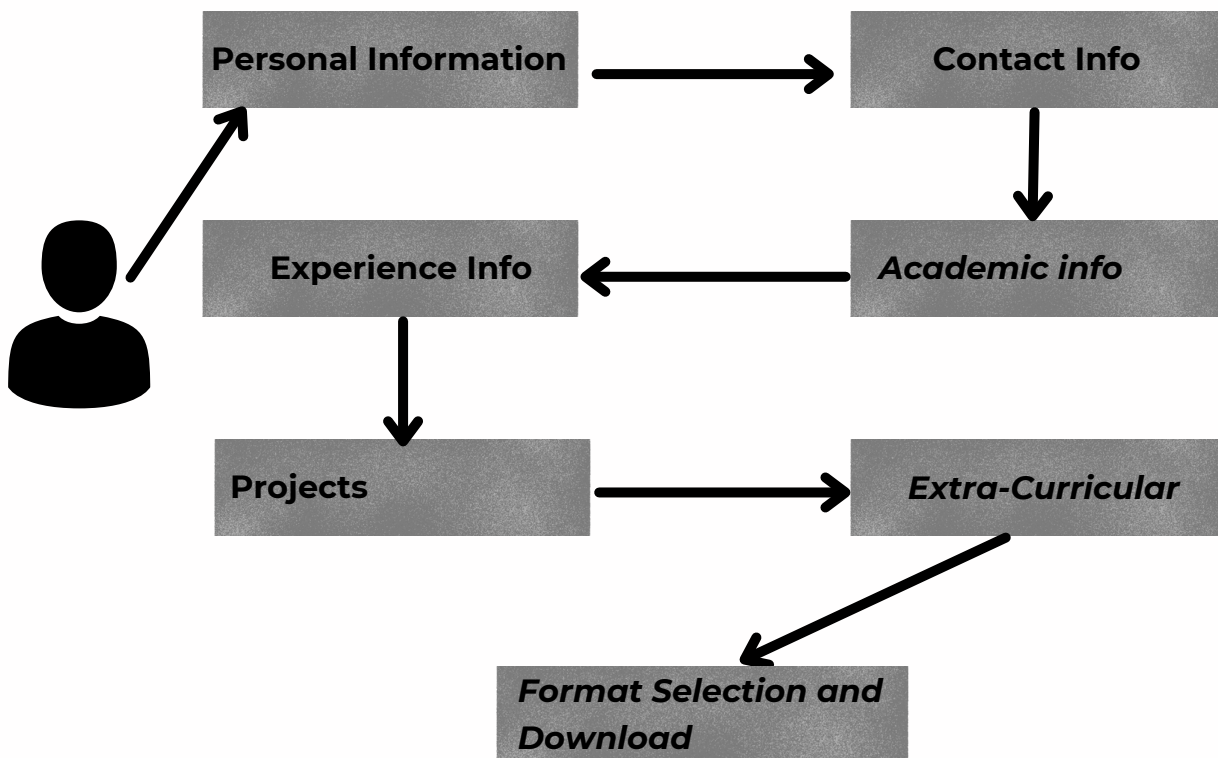 Personal Information
Contact Info
Experience Info
Academic info
Projects
Extra-Curricular
Format Selection and
Download